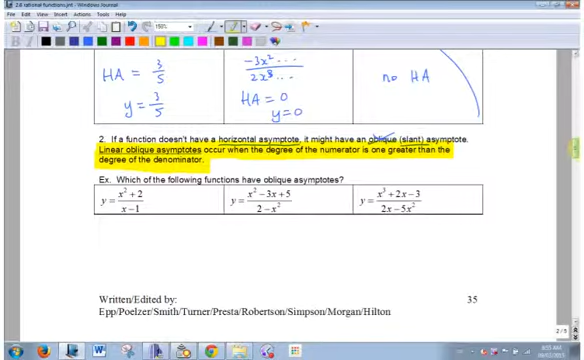 2.6 rational functions.jnt - Windows Journal
File Edit View Insert Actions Tools Help
150%
HA = 3/5
y = 3/5
-3x² ...
2x³ ...
HA = 0
y = 0
no HA
2. If a function doesn't have a horizontal asymptote, it might have an oblique (slant) asymptote.
Linear oblique asymptotes occur when the degree of the numerator is one greater than the
degree of the denominator.
Ex. Which of the following functions have oblique asymptotes?
y = (x² + 2)/(x − 1) y = (x² − 3x + 5)/(2 − x²) y = (x³ + 2x − 3)/(2x − 5x²)
Written/Edited by: 35
Epp/Poelzer/Smith/Turner/Presta/Robertson/Simpson/Morgan/Hilton